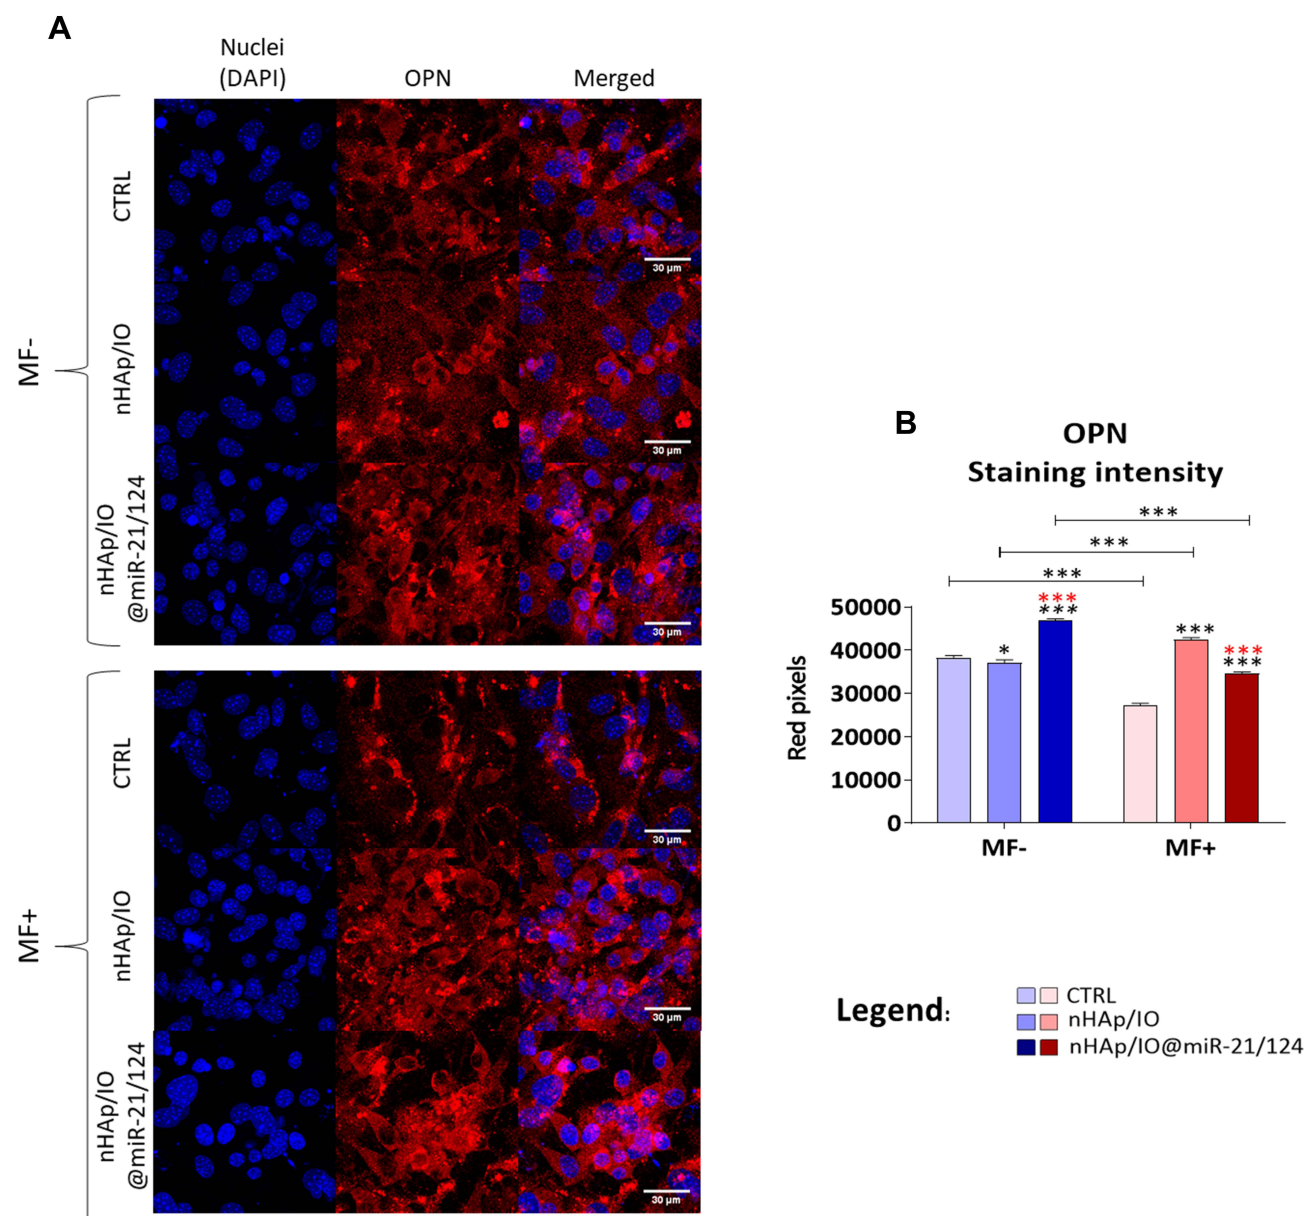 A
Nuclei
(DAPI)
OPN
Merged
MF-
CTRL
30 µm
nHAp/IO
30 µm
nHAp/IO
@miR-21/124
30 µm
MF+
CTRL
30 µm
nHAp/IO
30 µm
nHAp/IO
@miR-21/124
30 µm
B
OPN
Staining intensity
***
***
***
***
***
*
***
***
***
Red pixels
50000
40000
30000
20000
10000
0
MF-
MF+
Legend:
CTRL
nHAp/IO
nHAp/IO@miR-21/124